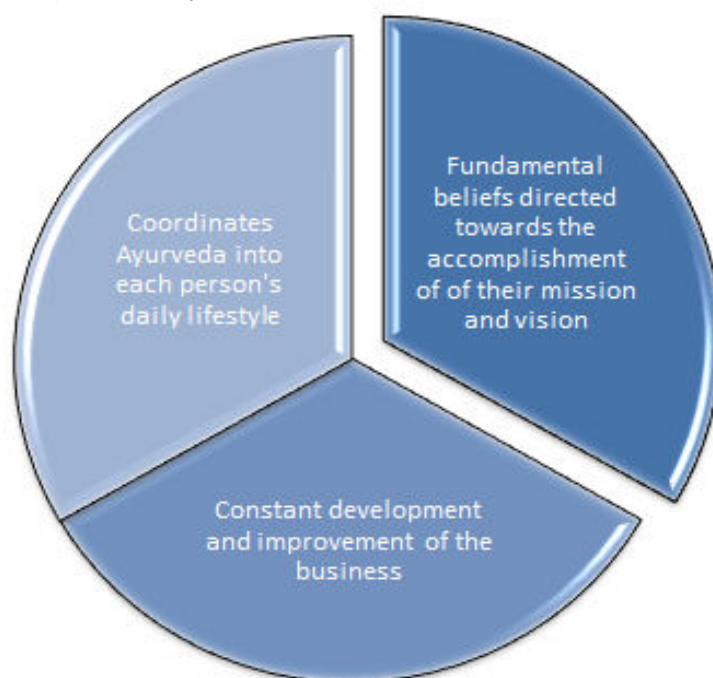 Fundamental
beliefs directed
towards the
accomplishment
of of their mission
and vision
Coordinates
Ayurveda into
each person's
daily lifestyle
Constant development
and improvement of the
business